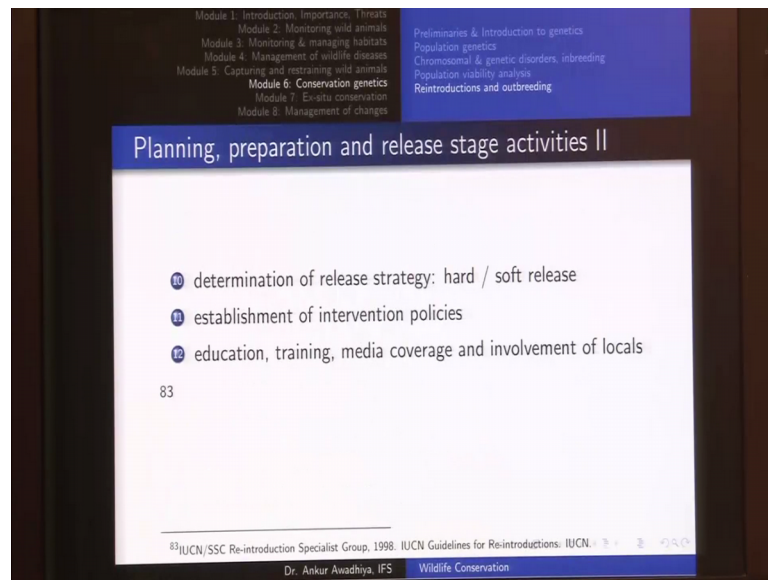 Module 1: Introduction, Importance, Threats
Module 2: Monitoring wild animals
Module 3: Monitoring & managing habitats
Module 4: Management of wildlife diseases
Module 5: Capturing and restraining wild animals
Module 6: Conservation genetics
Module 7: Ex-situ conservation
Module 8: Management of changes
Preliminaries & Introduction to genetics
Population genetics
Chromosomal & genetic disorders, inbreeding
Population viability analysis
Reintroductions and outbreeding
Planning, preparation and release stage activities II
10 determination of release strategy: hard / soft release
11 establishment of intervention policies
12 education, training, media coverage and involvement of locals
83
83IUCN/SSC Re-introduction Specialist Group, 1998. IUCN Guidelines for Re-introductions. IUCN.
Dr. Ankur Awadhiya, IFS Wildlife Conservation